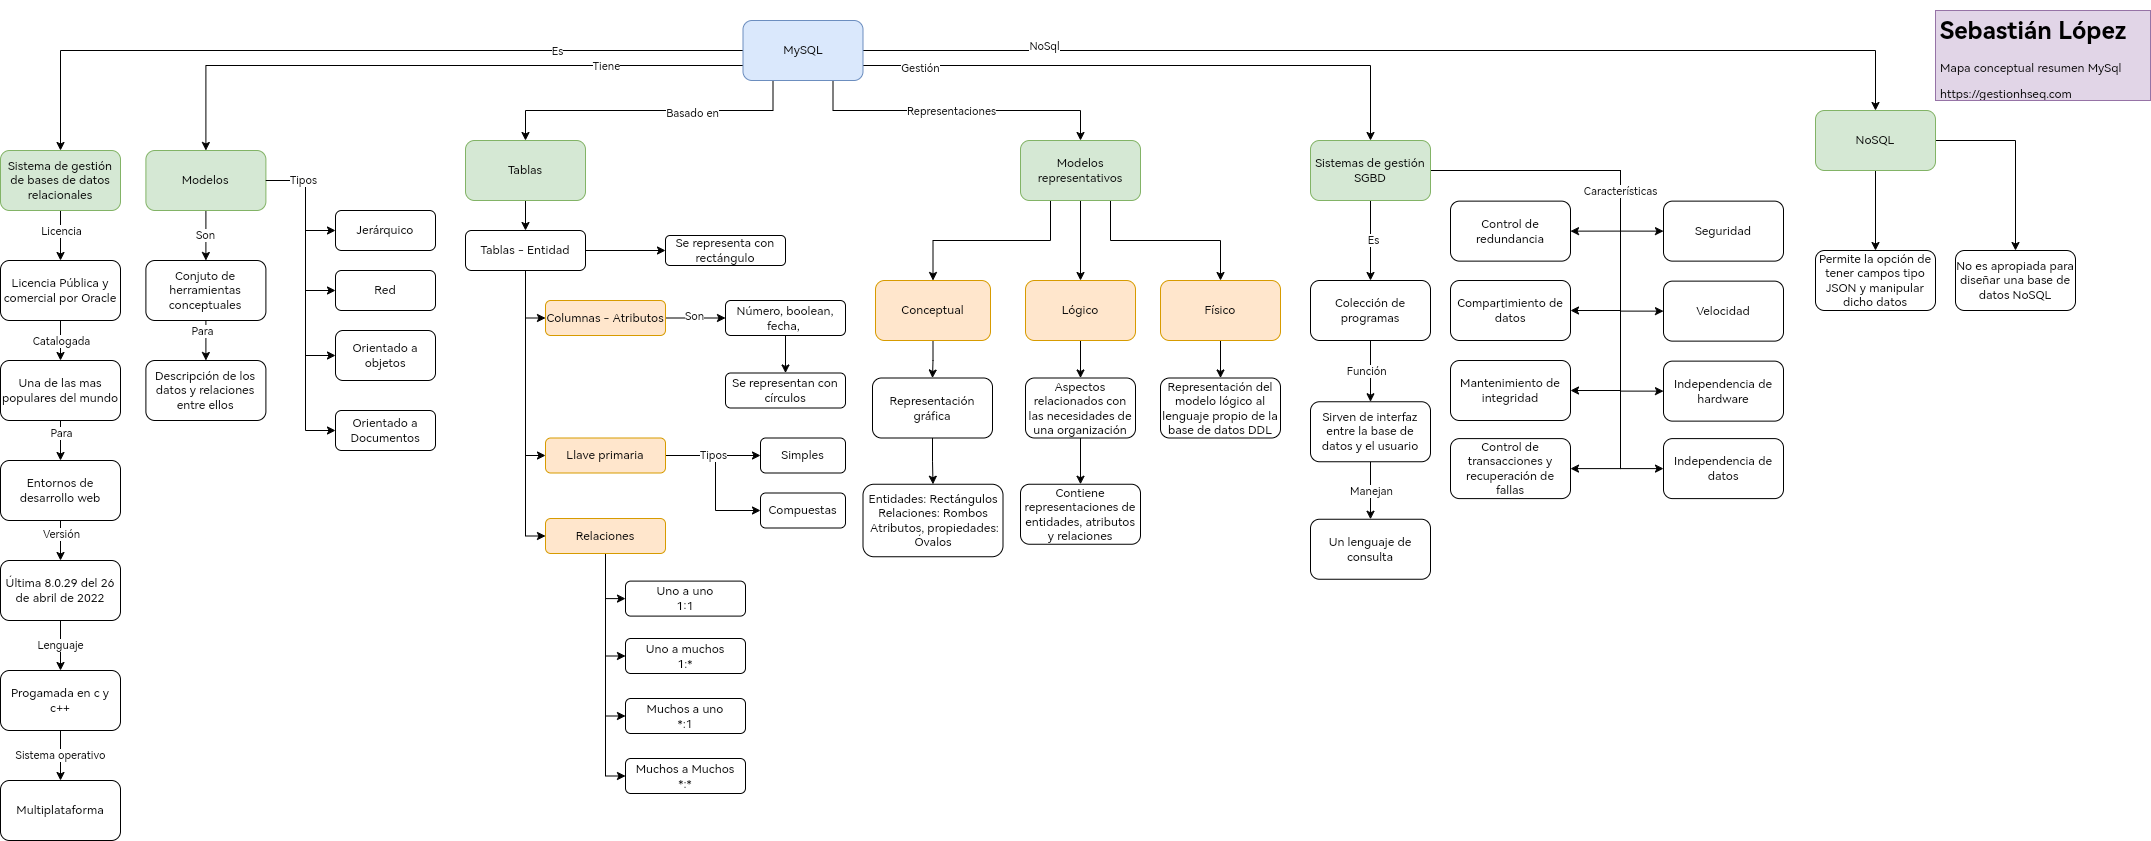 MySQL
Sebastián López
Mapa conceptual resumen MySql
https://gestionhseq.com
Es
Tiene
Basado en
Representaciones
Gestión
NoSql
Sistema de gestión
de bases de datos
relacionales
Licencia
Licencia Pública y
comercial por Oracle
Catalogada
Una de las mas
populares del mundo
Para
Entornos de
desarrollo web
Versión
Última 8.0.29 del 26
de abril de 2022
Lenguaje
Progamada en c y
c++
Sistema operativo
Multiplataforma
Modelos
Son
Conjuto de
herramientas
conceptuales
Para
Descripción de los
datos y relaciones
entre ellos
Tipos
Jerárquico
Red
Orientado a
objetos
Orientado a
Documentos
Tablas
Tablas - Entidad
Se representa con
rectángulo
Columnas - Atributos
Son
Número, boolean,
fecha,
Se representan con
círculos
Llave primaria
Tipos
Simples
Compuestas
Relaciones
Uno a uno
1:1
Uno a muchos
1:*
Muchos a uno
*:1
Muchos a Muchos
*:*
Modelos
representativos
Conceptual
Representación
gráfica
Entidades: Rectángulos
Relaciones: Rombos
Atributos, propiedades:
Óvalos
Lógico
Aspectos
relacionados con
las necesidades de
una organización
Contiene
representaciones de
entidades, atributos
y relaciones
Físico
Representación del
modelo lógico al
lenguaje propio de la
base de datos DDL
Sistemas de gestión
SGBD
Es
Colección de
programas
Función
Sirven de interfaz
entre la base de
datos y el usuario
Manejan
Un lenguaje de
consulta
Características
Control de
redundancia
Seguridad
Compartimiento de
datos
Velocidad
Mantenimiento de
integridad
Independencia de
hardware
Control de
transacciones y
recuperación de
fallas
Independencia de
datos
NoSQL
Permite la opción de
tener campos tipo
JSON y manipular
dicho datos
No es apropiada para
diseñar una base de
datos NoSQL